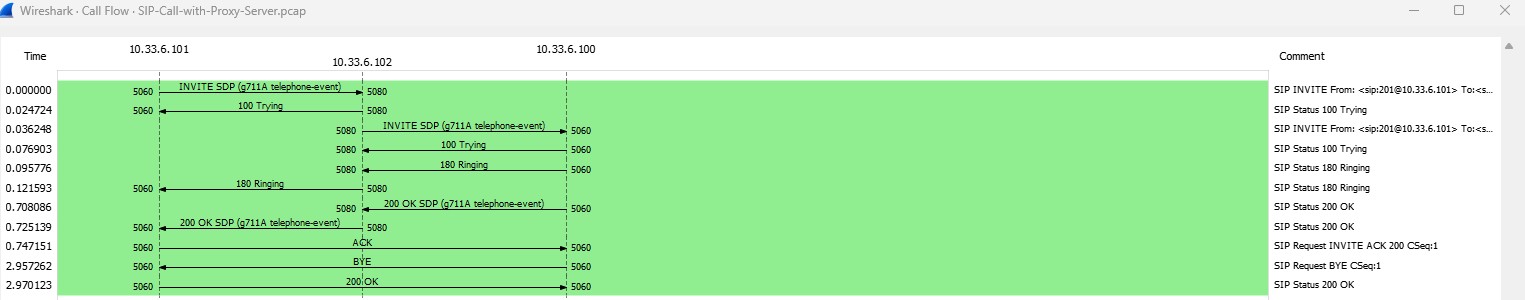 Wireshark · Call Flow · SIP-Call-with-Proxy-Server.pcap
10.33.6.101 10.33.6.100
Time 10.33.6.102 Comment
0.000000 5060 INVITE SDP (g711A telephone-event) 5080 SIP INVITE From: <sip:201@10.33.6.101> To:<s...
0.024724 5060 100 Trying 5080 SIP Status 100 Trying
0.036248 5080 INVITE SDP (g711A telephone-event) 5060 SIP INVITE From: <sip:201@10.33.6.101> To:<s...
0.076903 5080 100 Trying 5060 SIP Status 100 Trying
0.095776 5080 180 Ringing 5060 SIP Status 180 Ringing
0.121593 5060 180 Ringing 5080 SIP Status 180 Ringing
0.708086 5080 200 OK SDP (g711A telephone-event) 5060 SIP Status 200 OK
0.725139 5060 200 OK SDP (g711A telephone-event) 5080 SIP Status 200 OK
0.747151 5060 ACK 5060 SIP Request INVITE ACK 200 CSeq:1
2.957262 5060 BYE 5060 SIP Request BYE CSeq:1
2.970123 5060 200 OK 5060 SIP Status 200 OK